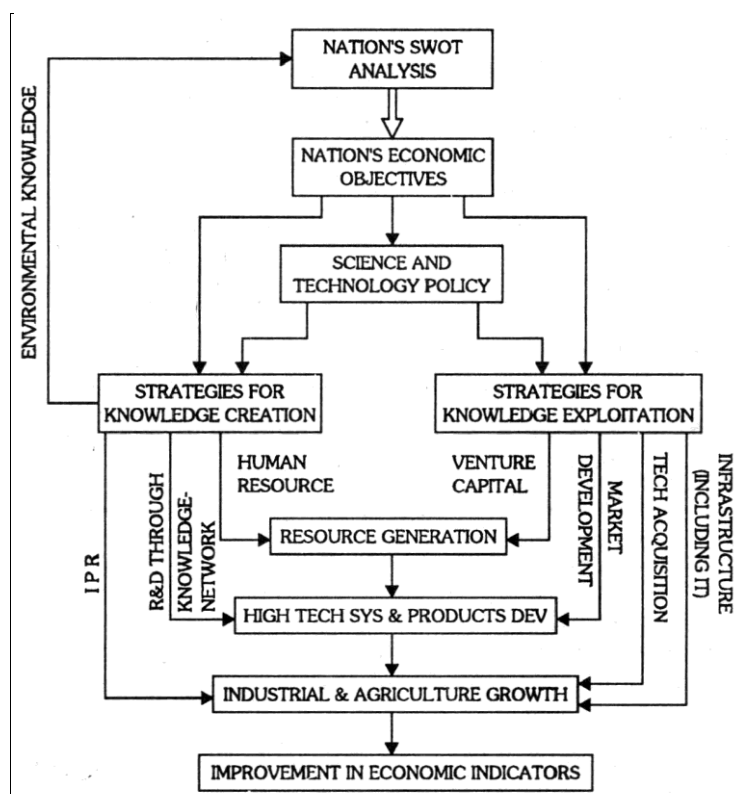 NATION'S SWOT
ANALYSIS
ENVIRONMENTAL KNOWLEDGE
NATION'S ECONOMIC
OBJECTIVES
SCIENCE AND
TECHNOLOGY POLICY
STRATEGIES FOR
KNOWLEDGE CREATION
STRATEGIES FOR
KNOWLEDGE EXPLOITATION
I P R
R&D THROUGH
KNOWLEDGE-
NETWORK
HUMAN
RESOURCE
VENTURE
CAPITAL
MARKET
DEVELOPMENT
TECH ACQUISITION
INFRASTRUCTURE
(INCLUDING IT)
RESOURCE GENERATION
HIGH TECH SYS & PRODUCTS DEV
INDUSTRIAL & AGRICULTURE GROWTH
IMPROVEMENT IN ECONOMIC INDICATORS